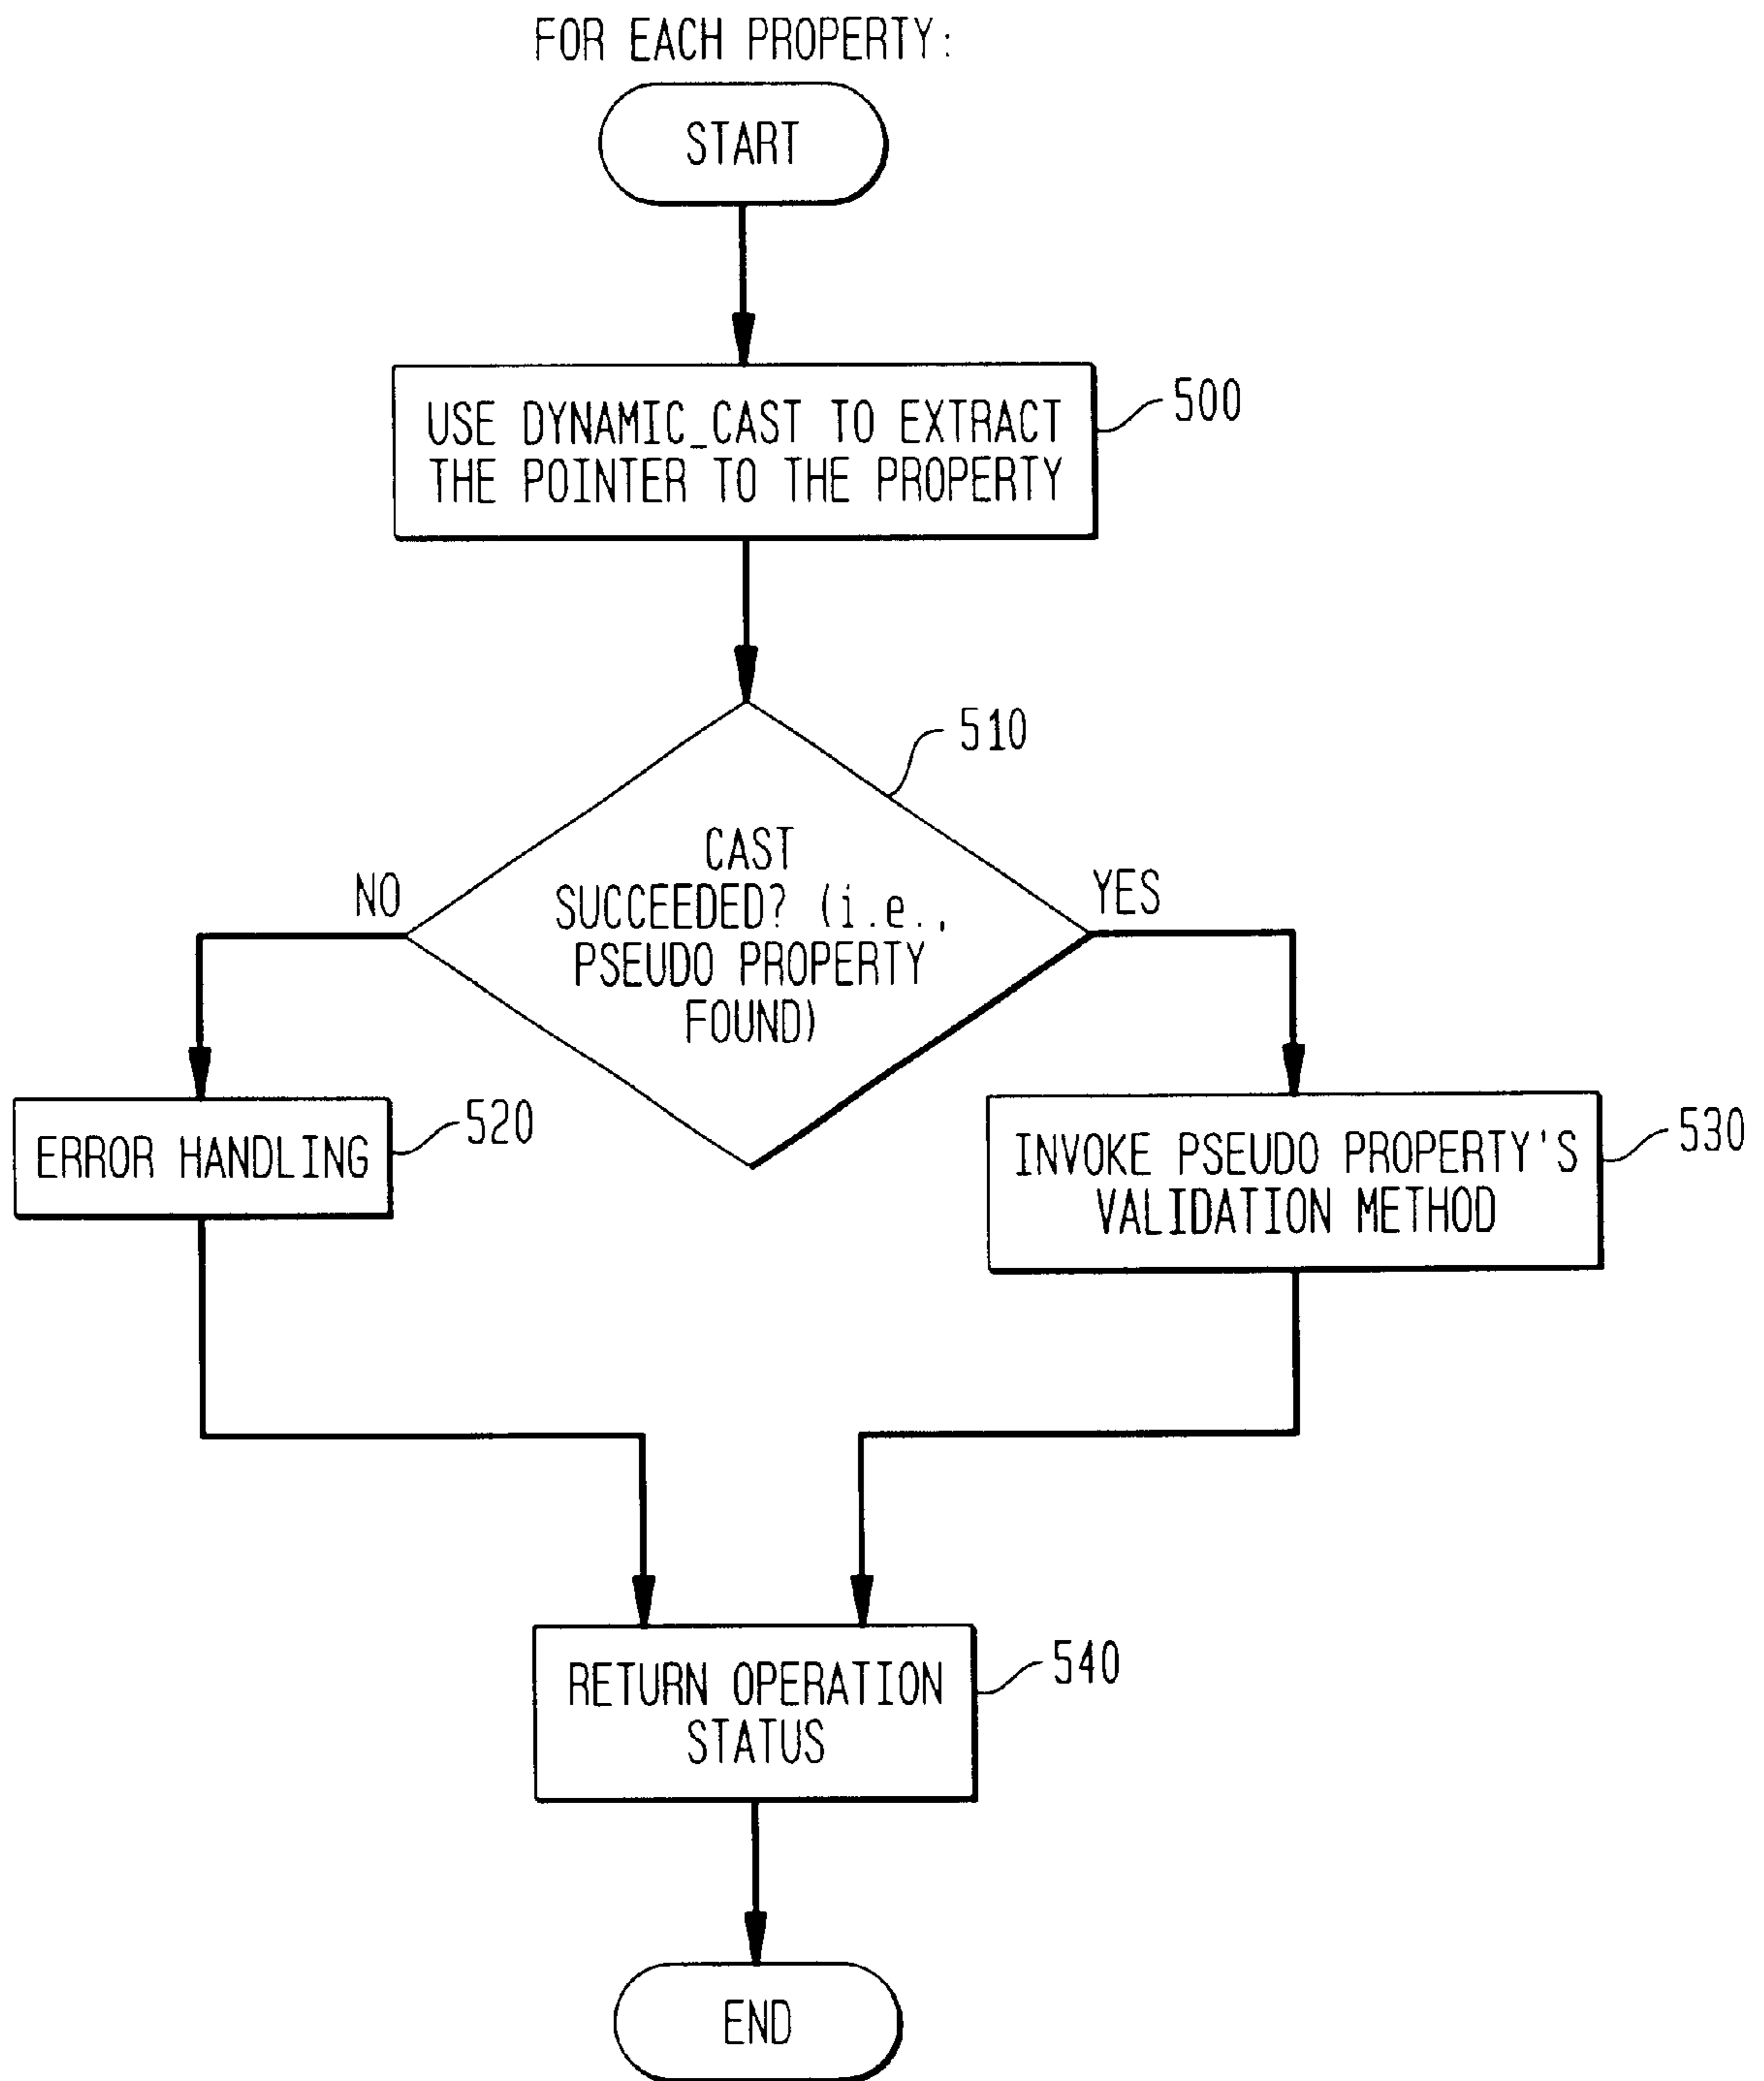 FOR EACH PROPERTY:
START
USE DYNAMIC_CAST TO EXTRACT
THE POINTER TO THE PROPERTY
500
510
CAST
SUCCEEDED? (i.e.,
PSEUDO PROPERTY
FOUND)
NO
YES
ERROR HANDLING
520
INVOKE PSEUDO PROPERTY'S
VALIDATION METHOD
530
RETURN OPERATION
STATUS
540
END